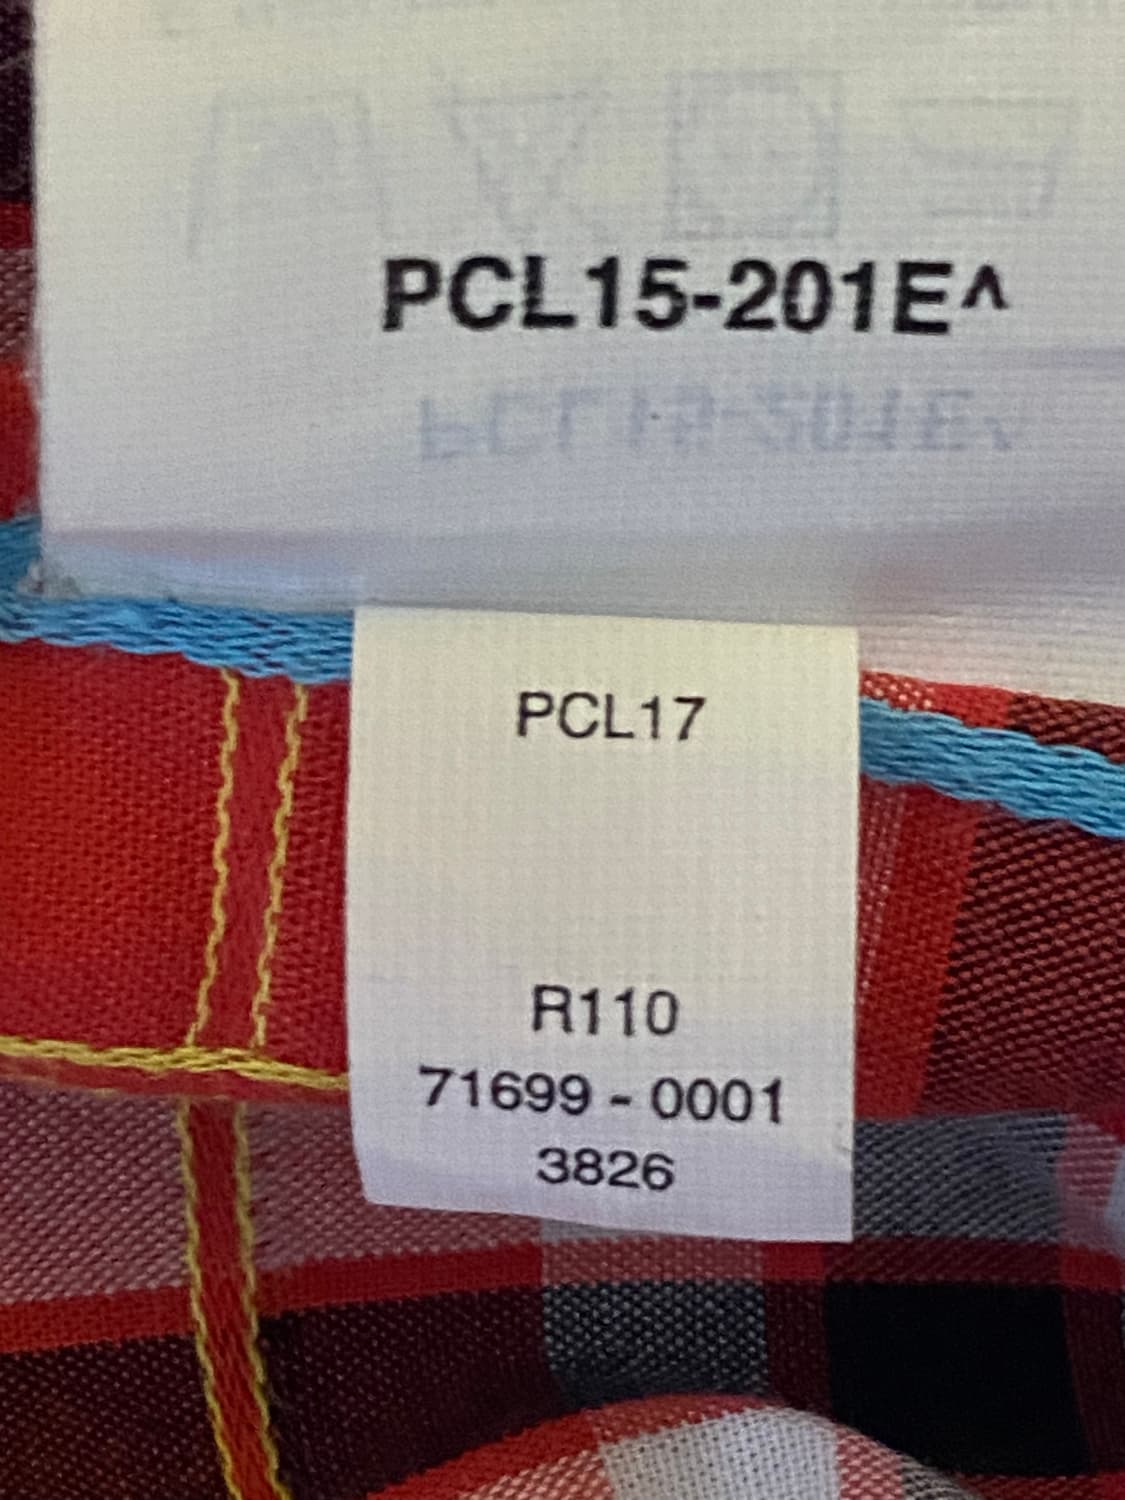 PCL15-201E^
PCL17
R110
71699 - 0001
3826